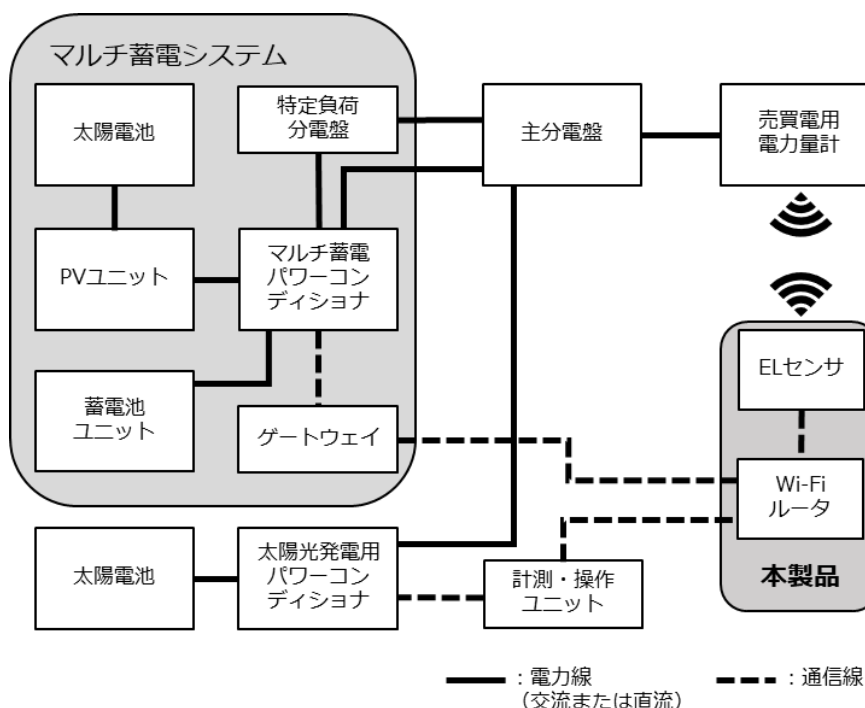 マルチ蓄電システム
太陽電池
特定負荷
分電盤
主分電盤
売買電用
電力量計
PVユニット
マルチ蓄電
パワーコン
ディショナ
ELセンサ
蓄電池
ユニット
ゲートウェイ
Wi-Fi
ルータ
本製品
太陽電池
太陽光発電用
パワーコン
ディショナ
計測・操作
ユニット
：電力線
（交流または直流）
：通信線